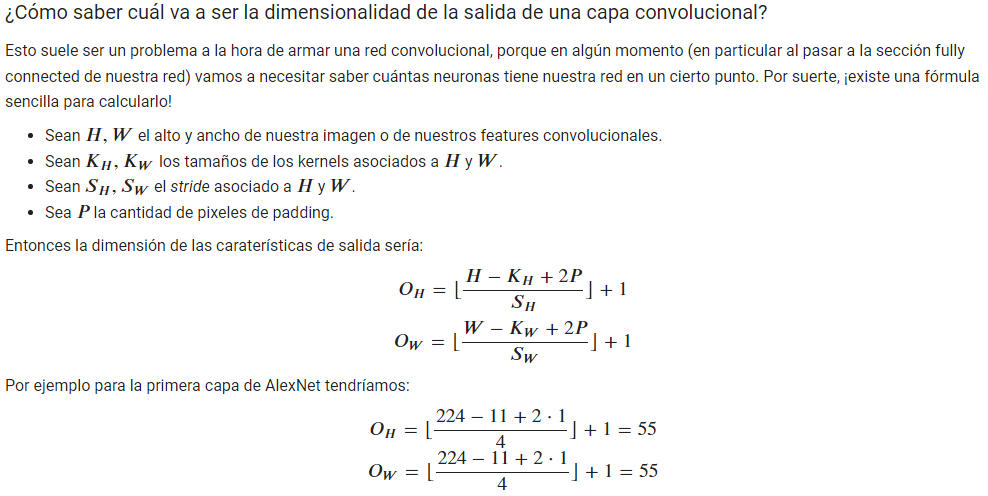 ¿Cómo saber cuál va a ser la dimensionalidad de la salida de una capa convolucional?
Esto suele ser un problema a la hora de armar una red convolucional, porque en algún momento (en particular al pasar a la sección fully
connected de nuestra red) vamos a necesitar saber cuántas neuronas tiene nuestra red en un cierto punto. Por suerte, ¡existe una fórmula
sencilla para calcularlo!
• Sean H, W el alto y ancho de nuestra imagen o de nuestros features convolucionales.
• Sean K_H, K_W los tamaños de los kernels asociados a H y W.
• Sean S_H, S_W el stride asociado a H y W.
• Sea P la cantidad de pixeles de padding.
Entonces la dimensión de las caraterísticas de salida sería:
O_H = ⌊(H − K_H + 2P) / S_H⌋ + 1
O_W = ⌊(W − K_W + 2P) / S_W⌋ + 1
Por ejemplo para la primera capa de AlexNet tendríamos:
O_H = ⌊(224 − 11 + 2 · 1) / 4⌋ + 1 = 55
O_W = ⌊(224 − 11 + 2 · 1) / 4⌋ + 1 = 55